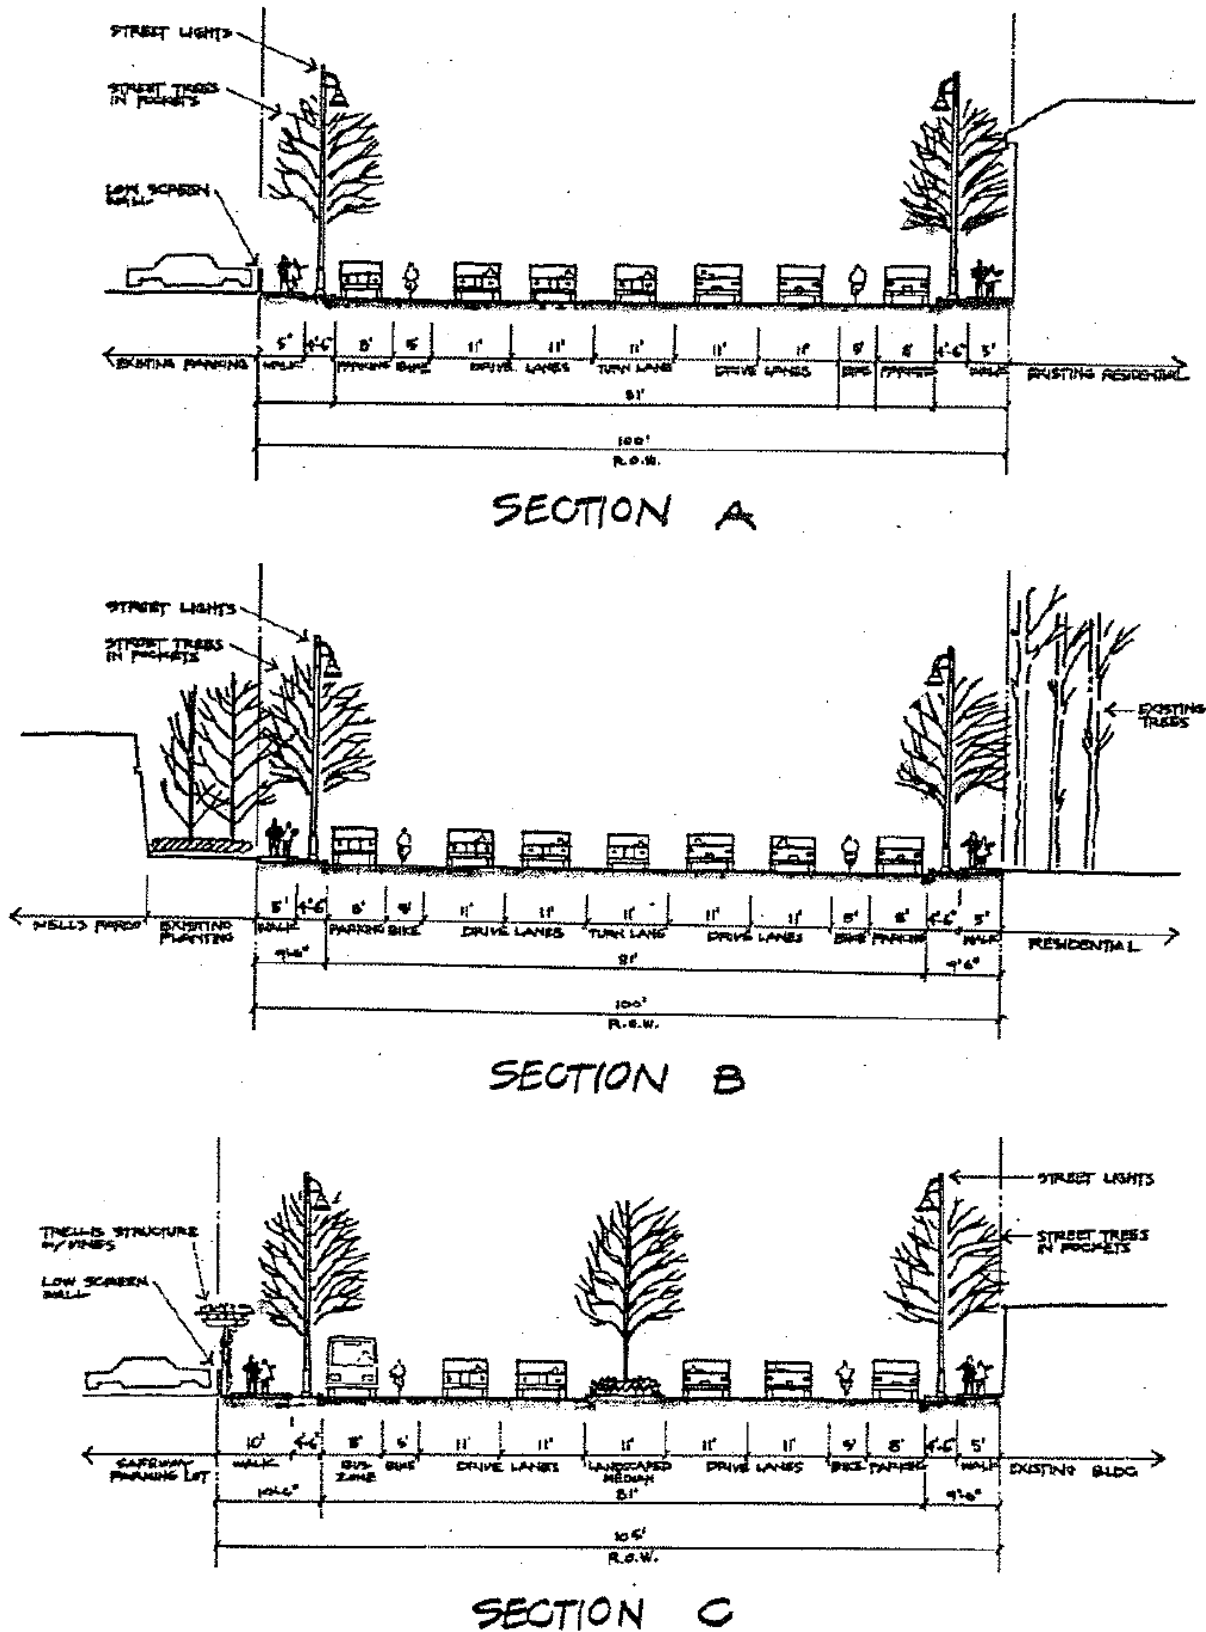 STREET LIGHTS
STREET TREES
IN POCKETS
LOW SCREEN
WALL
5' 4'-6" 8' 5' 11' 11' 11' 11' 11' 5' 8' 4'-6" 5'
EXISTING PARKING WALK PARKING BIKE DRIVE LANES TURN LANE DRIVE LANES BIKE PARKING WALK EXISTING RESIDENTIAL
81'
100'
R.O.W.
SECTION A
STREET LIGHTS
STREET TREES
IN POCKETS
EXISTING
TREES
5' 4'-6" 8' 5' 11' 11' 11' 11' 11' 5' 8' 4'-6" 5'
WELLS FARGO EXISTING
PLANTING
WALK PARKING BIKE DRIVE LANES TURN LANE DRIVE LANES BIKE PARKING WALK RESIDENTIAL
9'6" 81' 9'6"
100'
R.O.W.
SECTION B
STREET LIGHTS
STREET TREES
IN POCKETS
TRELLIS STRUCTURE
W/ VINES
LOW SCREEN
WALL
10' 4'-6" 8' 5' 11' 11' 11' 11' 11' 5' 8' 4'-6" 5'
SAFEWAY
PARKING LOT
WALK BUS
ZONE
BIKE DRIVE LANES LANDSCAPED
MEDIAN
DRIVE LANES BIKE PARKING WALK EXISTING BLDG
81' 9'-6"
105'
R.O.W.
SECTION C